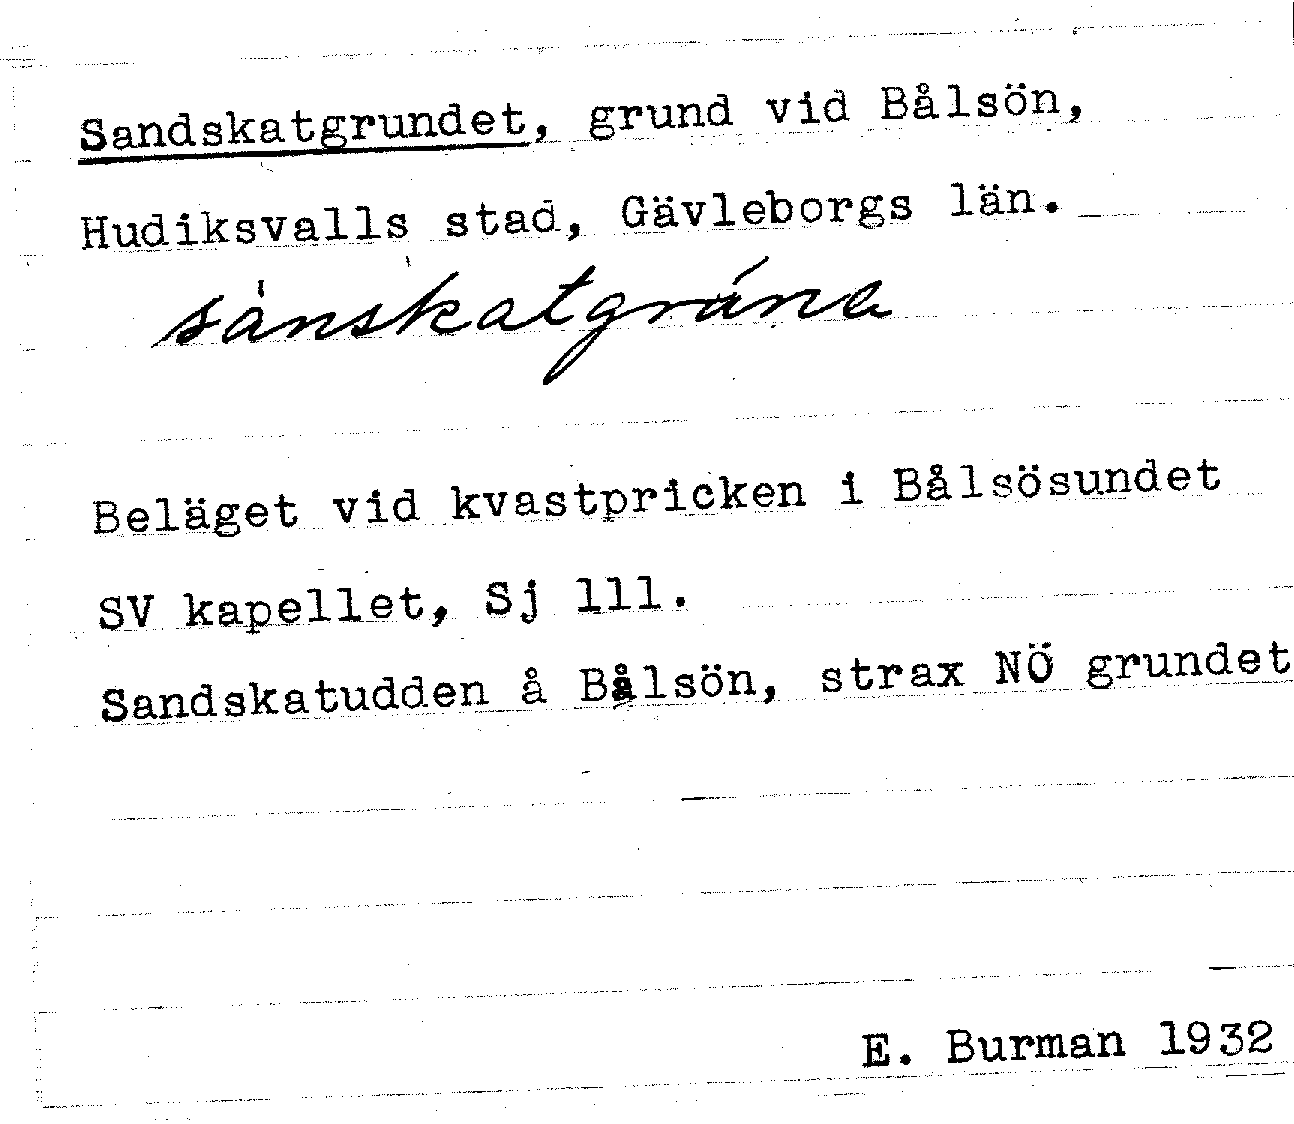 Sandskatgrundet, grund vid Bålsön,
Hudiksvalls stad, Gävleborgs län.
sànskatgrúna
Beläget vid kvastpricken i Bålsösundet
SV kapellet, Sj 111.
Sandskatudden å Bålsön, strax NÖ grundet
E. Burman 1932